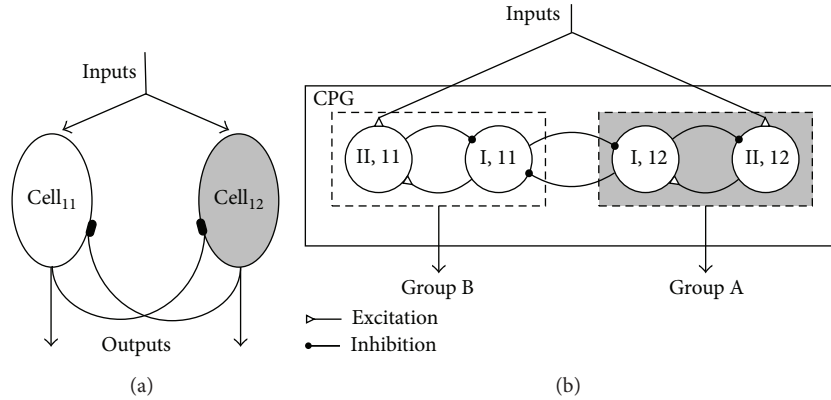 Inputs
Cell11
Cell12
Outputs
(a)
Inputs
CPG
II, 11
I, 11
I, 12
II, 12
Group B
Group A
Excitation
Inhibition
(b)